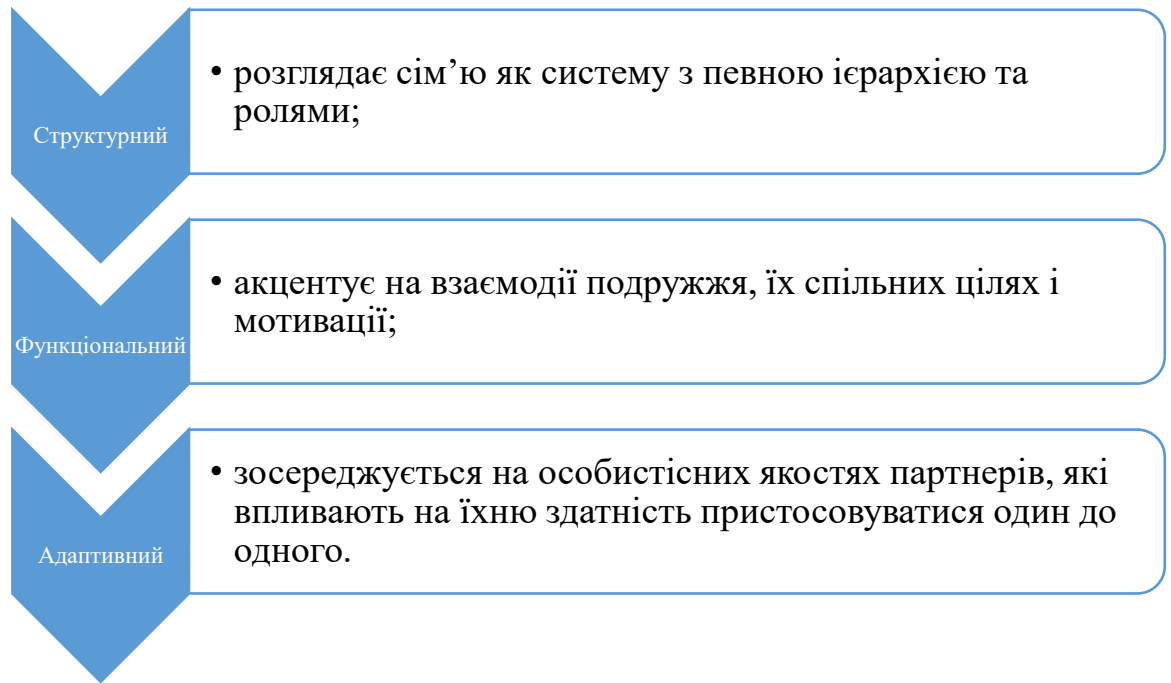 Структурний
• розглядає сім’ю як систему з певною ієрархією та
ролями;
Функціональний
• акцентує на взаємодії подружжя, їх спільних цілях і
мотивації;
Адаптивний
• зосереджується на особистісних якостях партнерів, які
впливають на їхню здатність пристосовуватися один до
одного.